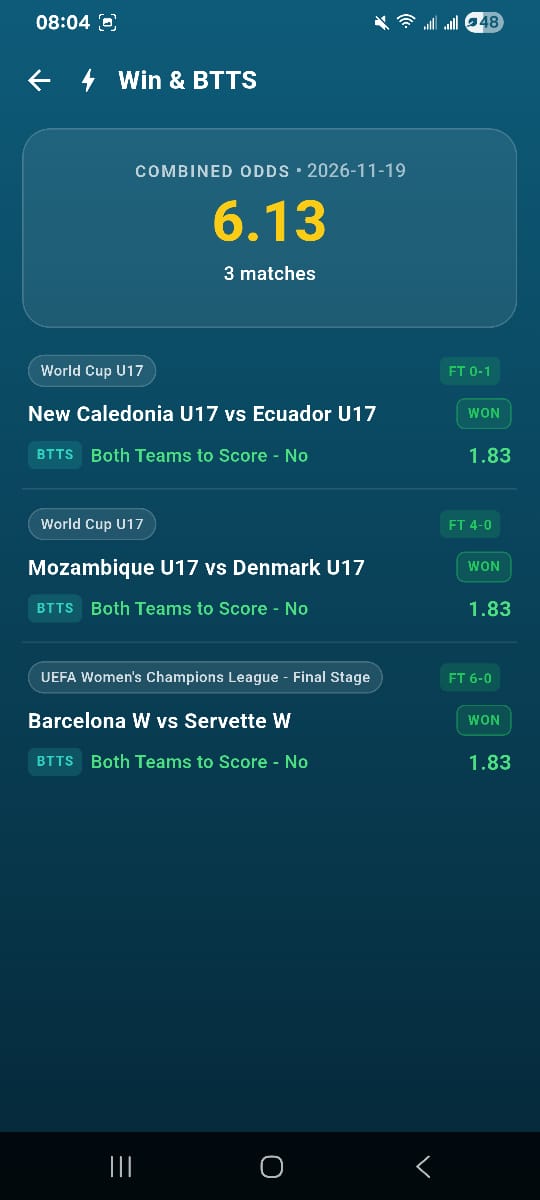 08:04
48
Win & BTTS
COMBINED ODDS • 2026-11-19
6.13
3 matches
World Cup U17
FT 0-1
New Caledonia U17 vs Ecuador U17
WON
BTTS Both Teams to Score - No
1.83
World Cup U17
FT 4-0
Mozambique U17 vs Denmark U17
WON
BTTS Both Teams to Score - No
1.83
UEFA Women's Champions League - Final Stage
FT 6-0
Barcelona W vs Servette W
WON
BTTS Both Teams to Score - No
1.83